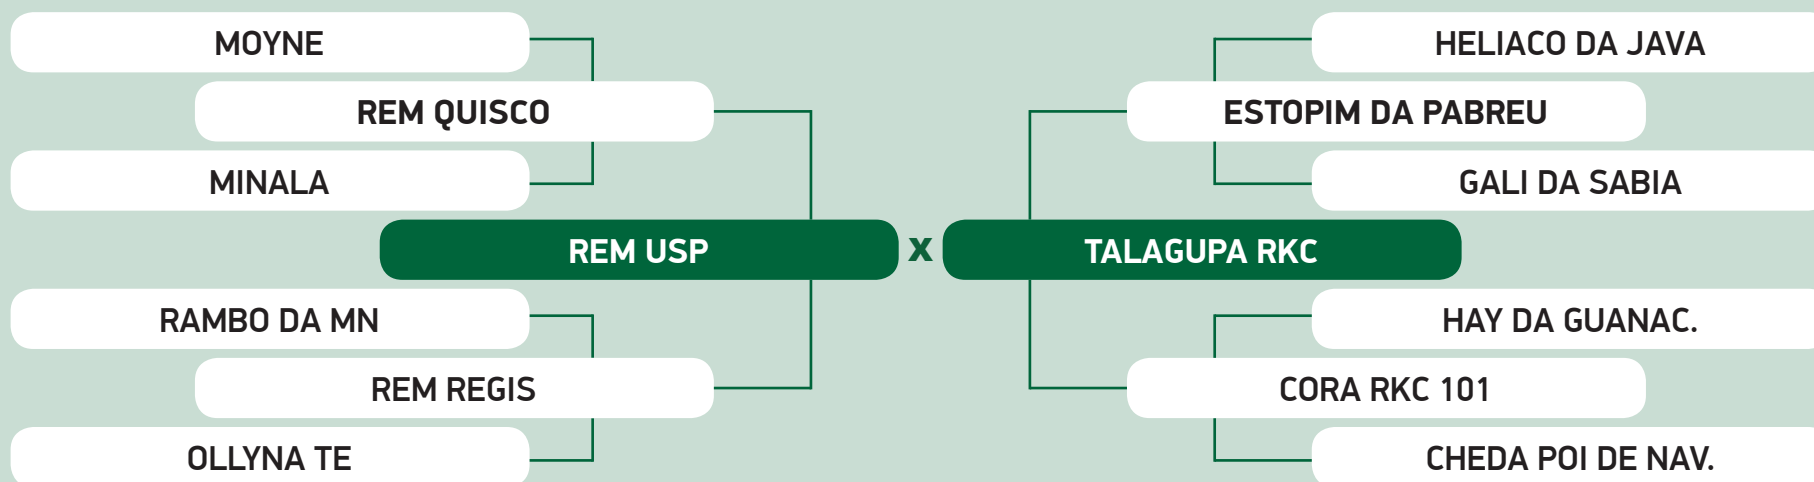 MOYNE
HELIACO DA JAVA
REM QUISCO
ESTOPIM DA PABREU
MINALA
GALI DA SABIA
REM USP x TALAGUPA RKC
RAMBO DA MN
HAY DA GUANAC.
REM REGIS
CORA RKC 101
OLLYNA TE
CHEDA POI DE NAV.